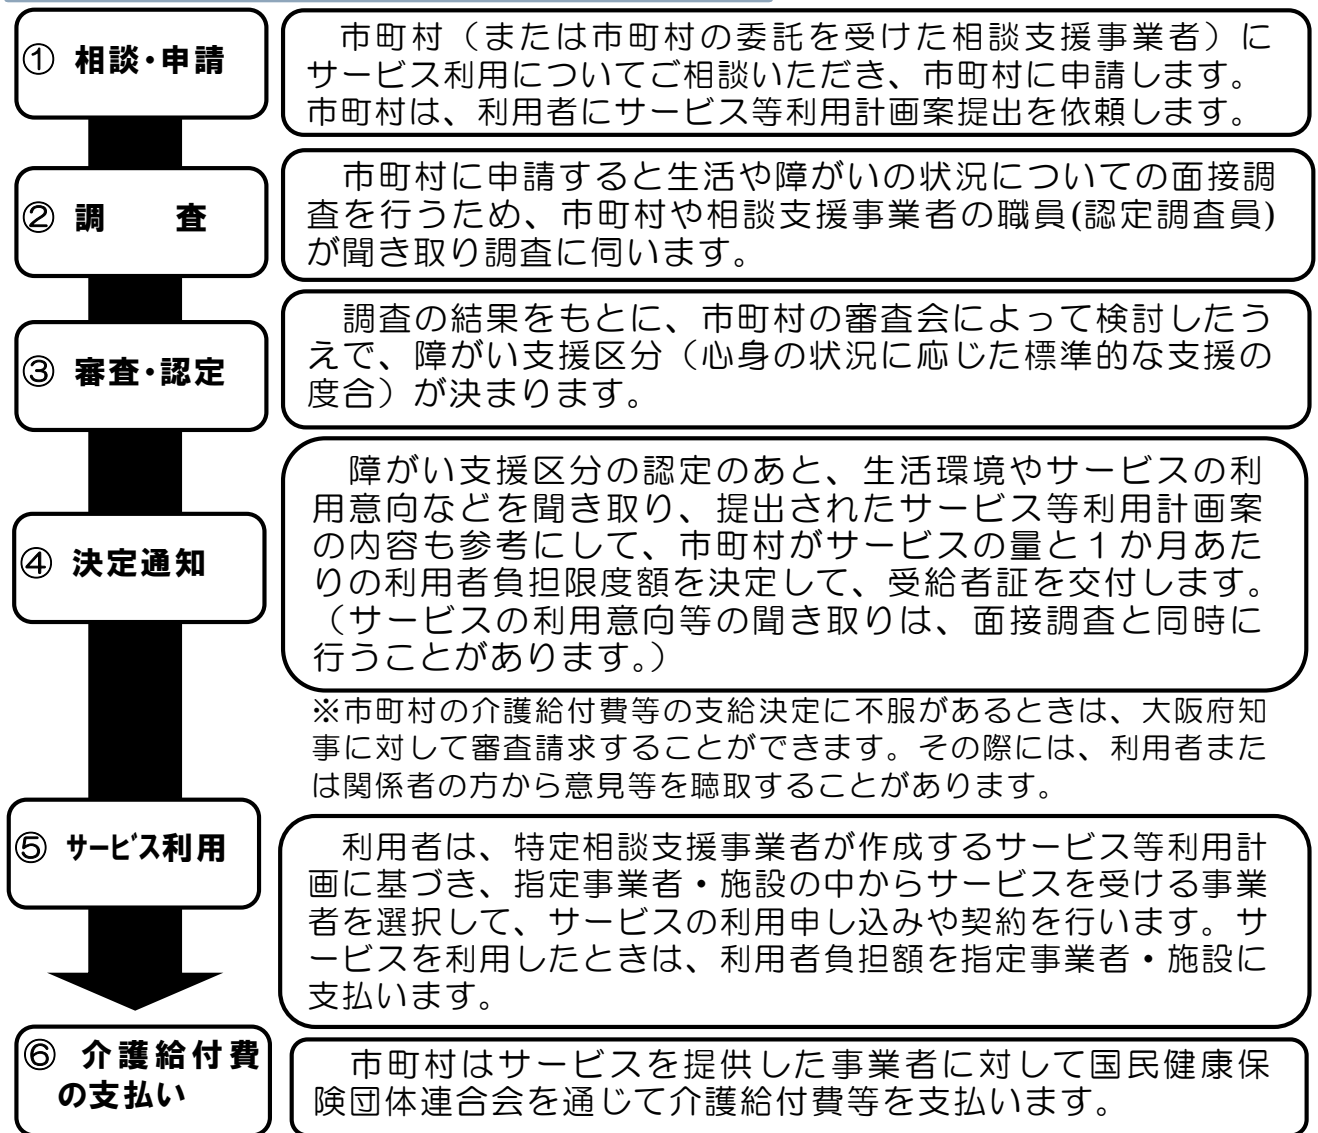 ① 相談・申請
　市町村（または市町村の委託を受けた相談支援事業者）に
サービス利用についてご相談いただき、市町村に申請します。
市町村は、利用者にサービス等利用計画案提出を依頼します。
② 調　　査
　市町村に申請すると生活や障がいの状況についての面接調
査を行うため、市町村や相談支援事業者の職員(認定調査員)
が聞き取り調査に伺います。
③ 審査・認定
　調査の結果をもとに、市町村の審査会によって検討したう
えで、障がい支援区分（心身の状況に応じた標準的な支援の
度合）が決まります。
④ 決定通知
　障がい支援区分の認定のあと、生活環境やサービスの利
用意向などを聞き取り、提出されたサービス等利用計画案
の内容も参考にして、市町村がサービスの量と１か月あた
りの利用者負担限度額を決定して、受給者証を交付します。
（サービスの利用意向等の聞き取りは、面接調査と同時に
行うことがあります。）
※市町村の介護給付費等の支給決定に不服があるときは、大阪府知
事に対して審査請求することができます。その際には、利用者また
は関係者の方から意見等を聴取することがあります。
⑤ ｻｰﾋﾞｽ利用
　利用者は、特定相談支援事業者が作成するサービス等利用計
画に基づき、指定事業者・施設の中からサービスを受ける事業
者を選択して、サービスの利用申し込みや契約を行います。サ
ービスを利用したときは、利用者負担額を指定事業者・施設に
支払います。
⑥ 介護給付費
の支払い
　市町村はサービスを提供した事業者に対して国民健康保
険団体連合会を通じて介護給付費等を支払います。